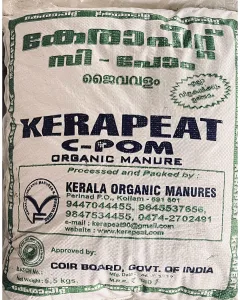 കേരാപീറ്റ്
സി - പോം
ജൈവവളം
KERAPEAT
C-POM
ORGANIC MANURE
Processed and Packed by :
KERALA ORGANIC MANURES
Perinad P.O., Kollam - 691 601
9447044455, 9645537656,
9847534455, 0474-2702491
e-mail : kerapeat90@gmail.com
website : www.kerapeat.com
Approved by:
COIR BOARD, GOVT. OF INDIA